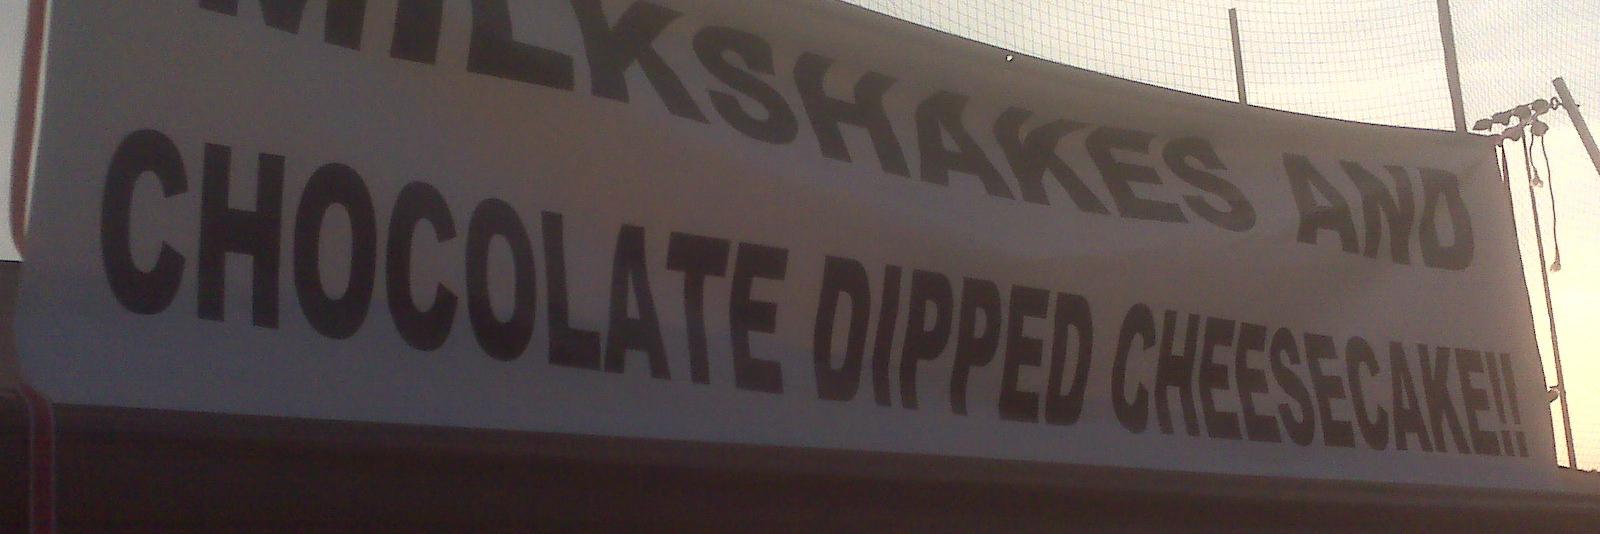 MILKSHAKES AND
CHOCOLATE DIPPED CHEESECAKE!!